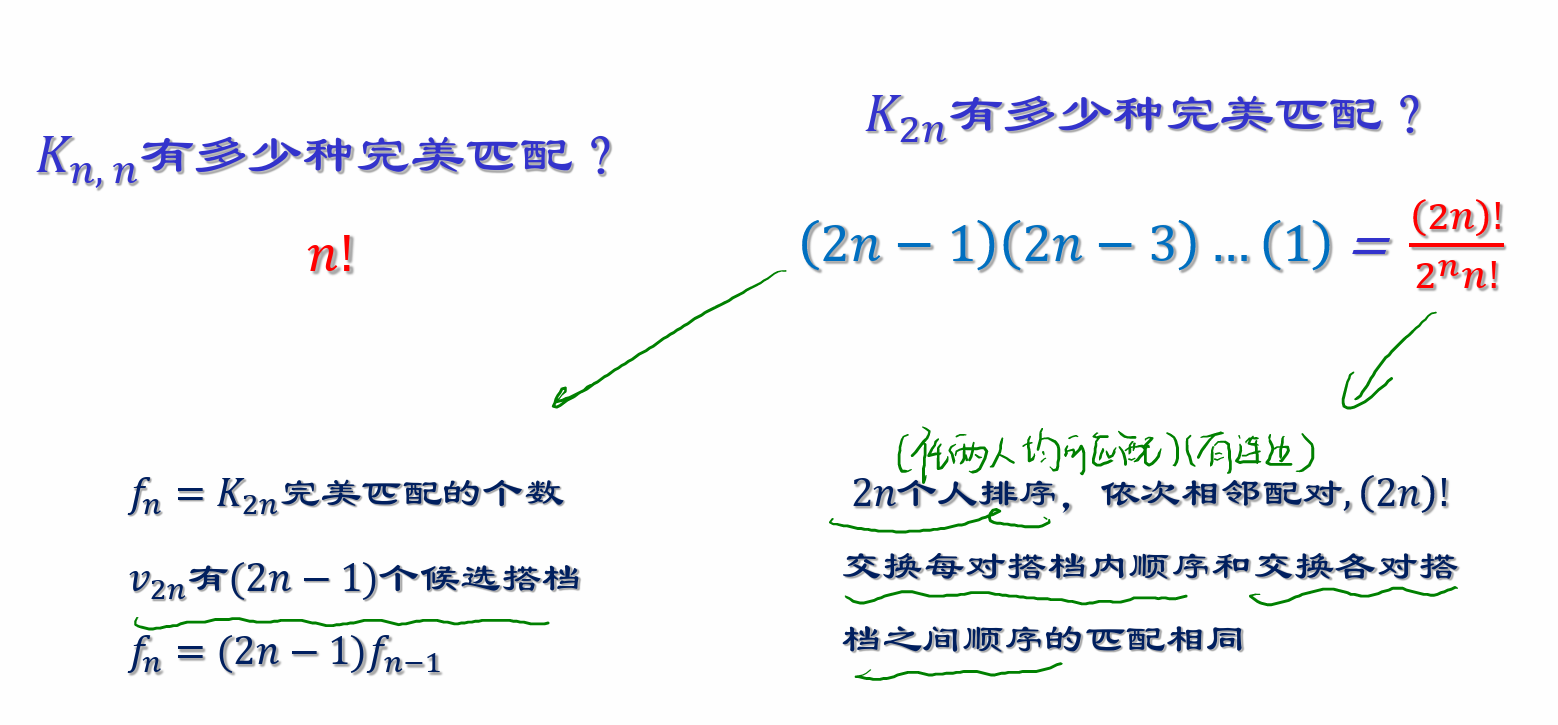 K_{n,n}有多少种完美匹配？
n!
K_{2n}有多少种完美匹配？
(2n − 1)(2n − 3) … (1) = (2n)!/(2^n n!)
f_n = K_{2n}完美匹配的个数
v_{2n}有(2n − 1)个候选搭档
f_n = (2n − 1)f_{n−1}
(任两人均可匹配)(有连边)
2n个人排序，依次相邻配对, (2n)!
交换每对搭档内顺序和交换各对搭
档之间顺序的匹配相同